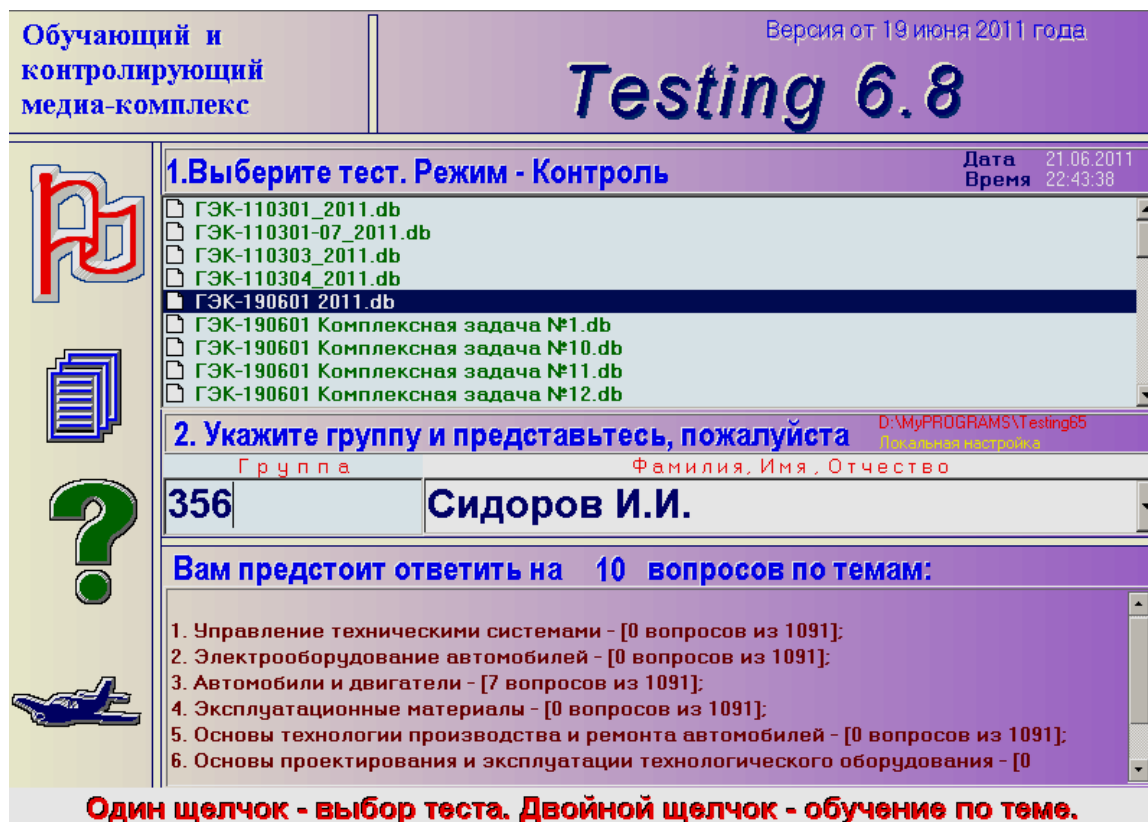 Обучающий и
контролирующий
медиа-комплекс
Версия от 19 июня 2011 года
Testing 6.8
1.Выберите тест. Режим - Контроль
Дата 21.06.2011
Время 22:43:38
ГЭК-110301_2011.db
ГЭК-110301-07_2011.db
ГЭК-110303_2011.db
ГЭК-110304_2011.db
ГЭК-190601 2011.db
ГЭК-190601 Комплексная задача №1.db
ГЭК-190601 Комплексная задача №10.db
ГЭК-190601 Комплексная задача №11.db
ГЭК-190601 Комплексная задача №12.db
2. Укажите группу и представьтесь, пожалуйста
D:\MyPROGRAMS\Testing65
Локальная настройка
Группа
Фамилия, Имя, Отчество
356
Сидоров И.И.
Вам предстоит ответить на 10 вопросов по темам:
1. Управление техническими системами - [0 вопросов из 1091];
2. Электрооборудование автомобилей - [0 вопросов из 1091];
3. Автомобили и двигатели - [7 вопросов из 1091];
4. Эксплуатационные материалы - [0 вопросов из 1091];
5. Основы технологии производства и ремонта автомобилей - [0 вопросов из 1091];
6. Основы проектирования и эксплуатации технологического оборудования - [0
Один щелчок - выбор теста. Двойной щелчок - обучение по теме.